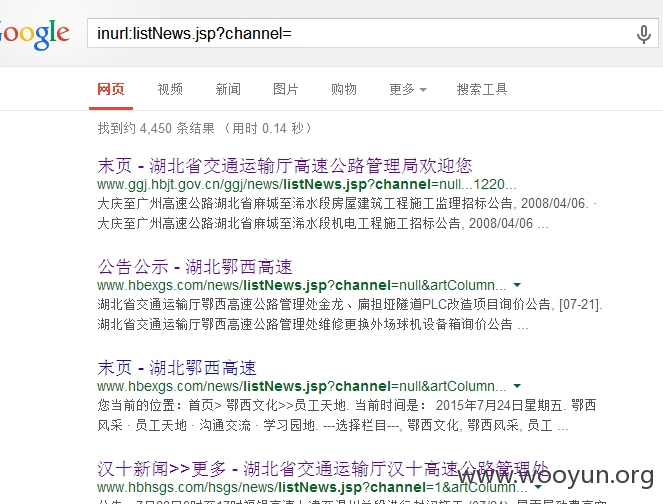 Google
inurl:listNews.jsp?channel=
网页 视频 新闻 图片 购物 更多 搜索工具
找到约 4,450 条结果 （用时 0.14 秒）
末页 - 湖北省交通运输厅高速公路管理局欢迎您
www.ggj.hbjt.gov.cn/ggj/news/listNews.jsp?channel=null...1220...
大庆至广州高速公路湖北省麻城至浠水段房屋建筑工程施工监理招标公告, 2008/04/06. ·
大庆至广州高速公路湖北省麻城至浠水段机电工程施工招标公告, 2008/04/06 ...
公告公示 - 湖北鄂西高速
www.hbexgs.com/news/listNews.jsp?channel=null&artColumn...
湖北省交通运输厅鄂西高速公路管理处金龙、扁担垭隧道PLC改造项目询价公告, [07-21].
湖北省交通运输厅鄂西高速公路管理处维修更换外场球机设备箱询价公告 ...
末页 - 湖北鄂西高速
www.hbexgs.com/news/listNews.jsp?channel=null&artColumn...
您当前的位置：首页> 鄂西文化>>员工天地. 当前时间是： 2015年7月24日星期五. 鄂西
风采 · 员工天地 · 沟通交流 · 学习园地. ---选择栏目---, 鄂西文化, 鄂西风采, 员工 ...
汉十新闻>>更多 - 湖北省交通运输厅汉十高速公路管理处
www.hbhsgs.com/hsgs/news/listNews.jsp?channel=1&artColumn...
www.wooyun.org